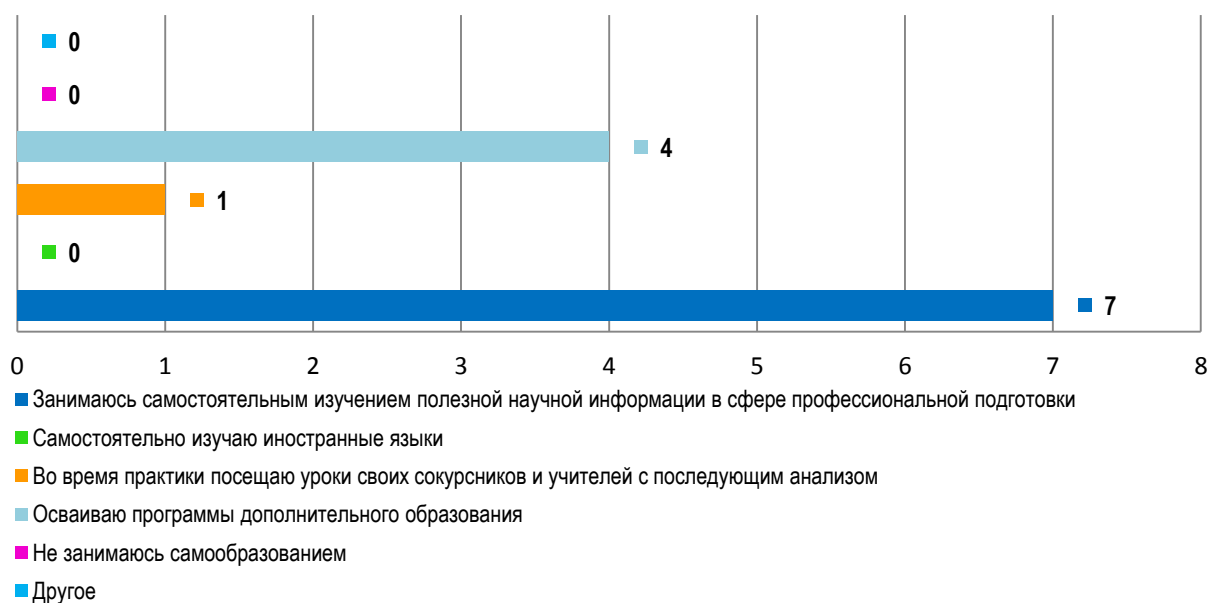 0
0
4
1
0
7
0 1 2 3 4 5 6 7 8
Занимаюсь самостоятельным изучением полезной научной информации в сфере профессиональной подготовки
Самостоятельно изучаю иностранные языки
Во время практики посещаю уроки своих сокурсников и учителей с последующим анализом
Осваиваю программы дополнительного образования
Не занимаюсь самообразованием
Другое